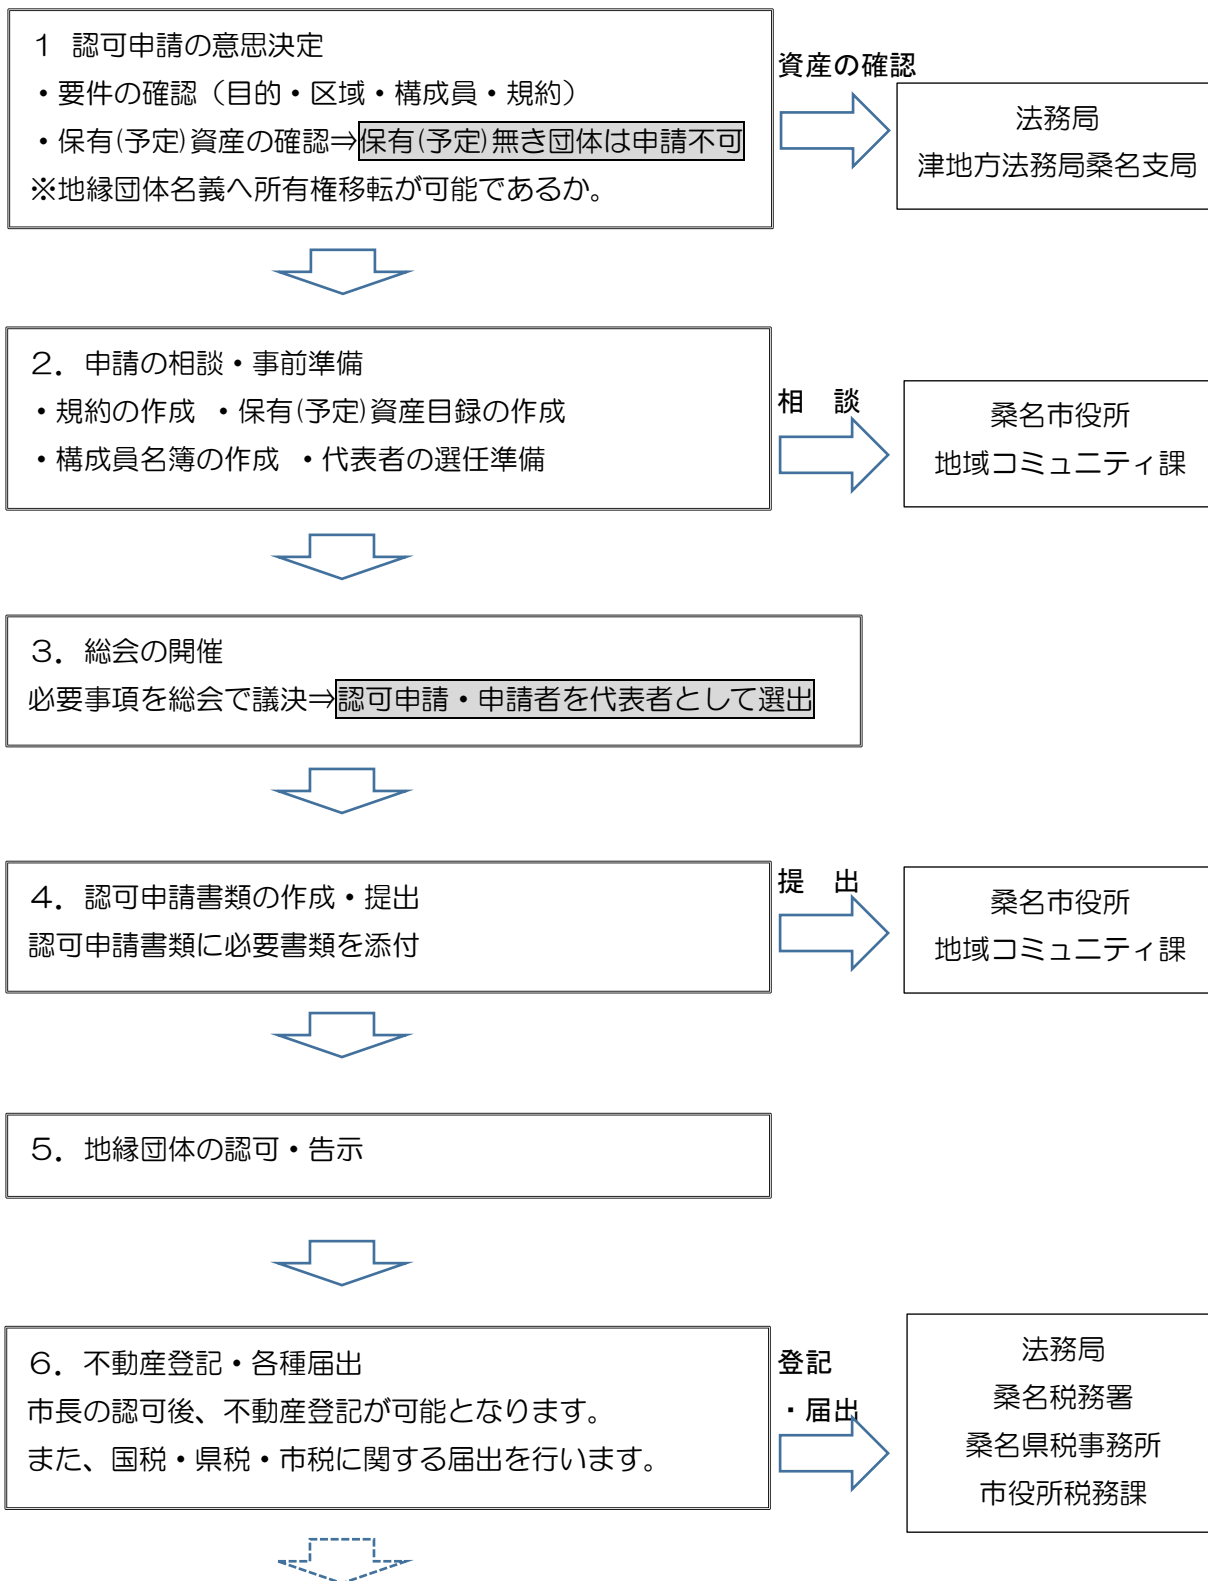 １ 認可申請の意思決定
・要件の確認（目的・区域・構成員・規約）
・保有(予定)資産の確認⇒保有(予定)無き団体は申請不可
※地縁団体名義へ所有権移転が可能であるか。
資産の確認
法務局
津地方法務局桑名支局
２．申請の相談・事前準備
・規約の作成 ・保有(予定)資産目録の作成
・構成員名簿の作成 ・代表者の選任準備
相　談
桑名市役所
地域コミュニティ課
３．総会の開催
必要事項を総会で議決⇒認可申請・申請者を代表者として選出
４．認可申請書類の作成・提出
認可申請書類に必要書類を添付
提　出
桑名市役所
地域コミュニティ課
５．地縁団体の認可・告示
６．不動産登記・各種届出
市長の認可後、不動産登記が可能となります。
また、国税・県税・市税に関する届出を行います。
登記
・届出
法務局
桑名税務署
桑名県税事務所
市役所税務課